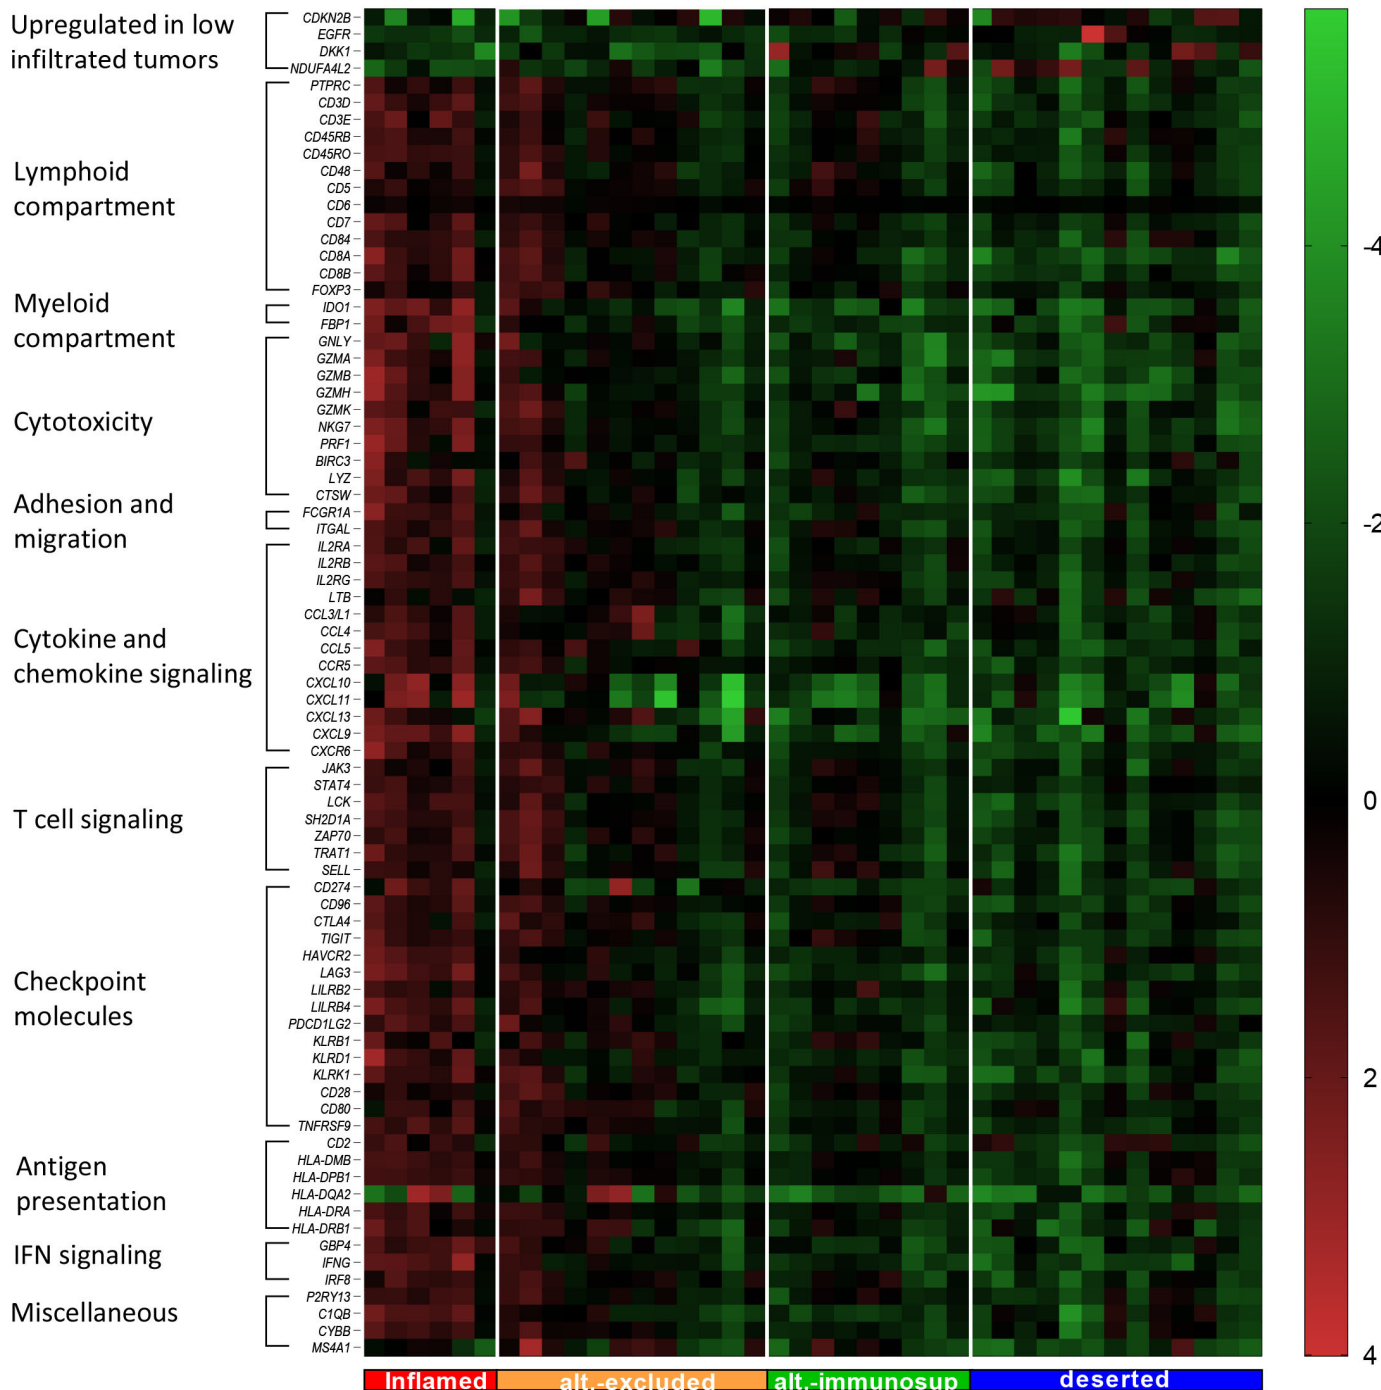 Upregulated in low
infiltrated tumors
CDKN2B
EGFR
DKK1
NDUFA4L2
Lymphoid
compartment
PTPRC
CD3D
CD3E
CD45RB
CD45RO
CD48
CD5
CD6
CD7
CD84
CD8A
CD8B
FOXP3
Myeloid
compartment
IDO1
FBP1
Cytotoxicity
GNLY
GZMA
GZMB
GZMH
GZMK
NKG7
PRF1
BIRC3
LYZ
CTSW
Adhesion and
migration
FCGR1A
ITGAL
Cytokine and
chemokine signaling
IL2RA
IL2RB
IL2RG
LTB
CCL3/L1
CCL4
CCL5
CCR5
CXCL10
CXCL11
CXCL13
CXCL9
CXCR6
T cell signaling
JAK3
STAT4
LCK
SH2D1A
ZAP70
TRAT1
SELL
Checkpoint
molecules
CD274
CD96
CTLA4
TIGIT
HAVCR2
LAG3
LILRB2
LILRB4
PDCD1LG2
KLRB1
KLRD1
KLRK1
CD28
CD80
TNFRSF9
Antigen
presentation
CD2
HLA-DMB
HLA-DPB1
HLA-DQA2
HLA-DRA
HLA-DRB1
IFN signaling
GBP4
IFNG
IRF8
Miscellaneous
P2RY13
C1QB
CYBB
MS4A1
Inflamed
alt.-excluded
alt.-immunosup
deserted
-4
-2
0
2
4